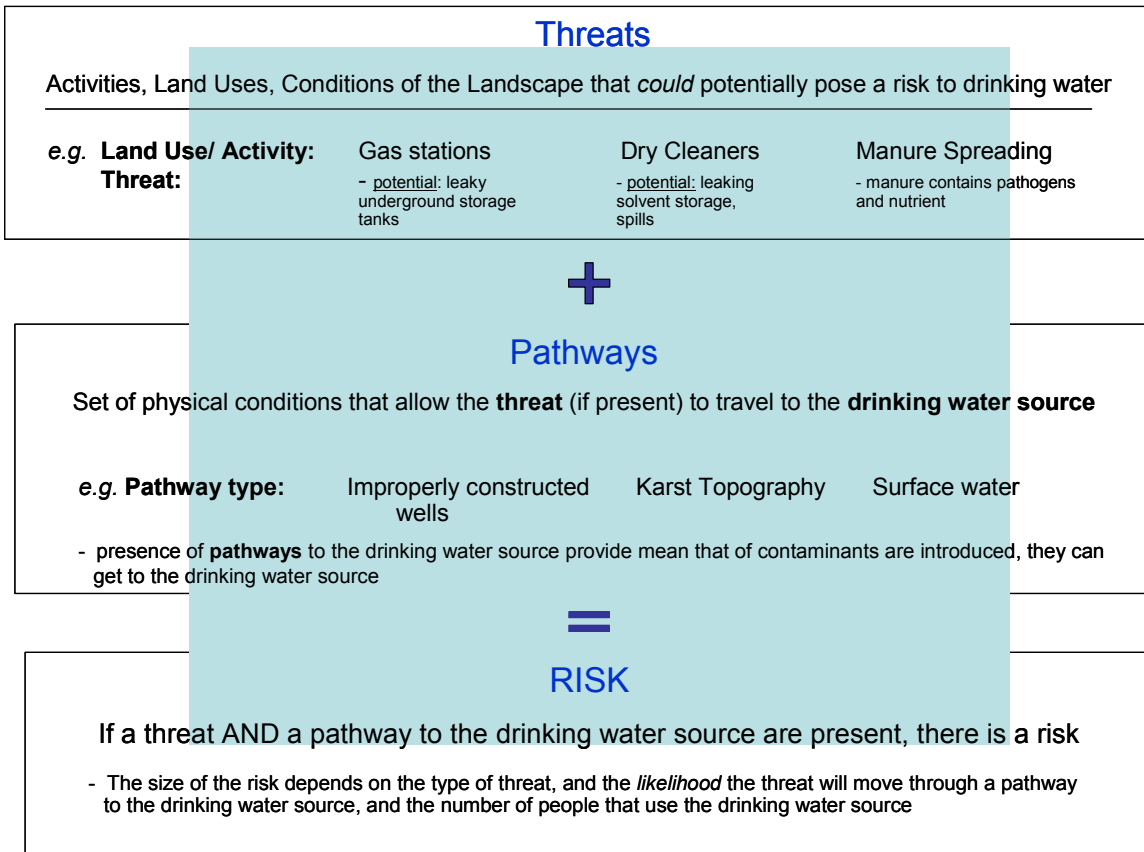 Threats
Activities, Land Uses, Conditions of the Landscape that could potentially pose a risk to drinking water
e.g. Land Use/ Activity: Gas stations Dry Cleaners Manure Spreading
Threat: - potential: leaky - potential: leaking - manure contains pathogens
underground storage solvent storage, and nutrient
tanks spills
+
Pathways
Set of physical conditions that allow the threat (if present) to travel to the drinking water source
e.g. Pathway type: Improperly constructed Karst Topography Surface water
wells
- presence of pathways to the drinking water source provide mean that of contaminants are introduced, they can
get to the drinking water source
=
RISK
If a threat AND a pathway to the drinking water source are present, there is a risk
- The size of the risk depends on the type of threat, and the likelihood the threat will move through a pathway
to the drinking water source, and the number of people that use the drinking water source